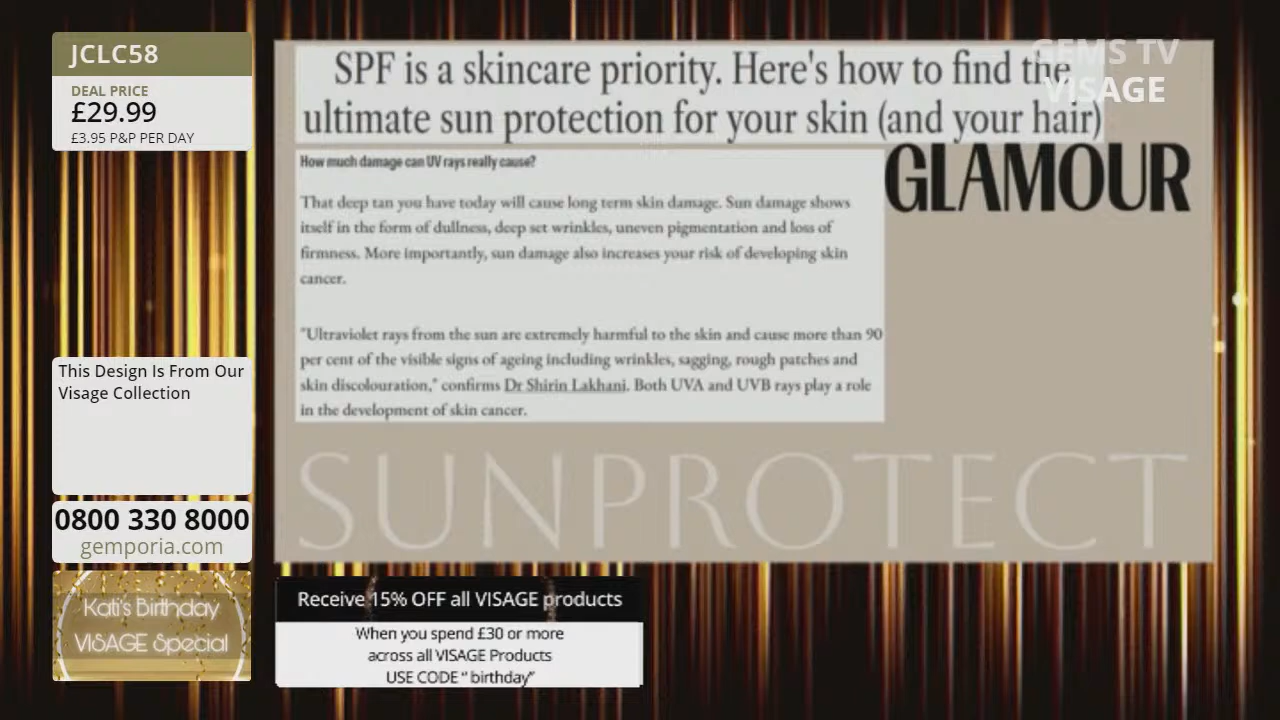 JCLC58
DEAL PRICE
£29.99
£3.95 P&P PER DAY
This Design Is From Our
Visage Collection
0800 330 8000
gemporia.com
Kati's Birthday
VISAGE Special
GEMS TV
VISAGE
SPF is a skincare priority. Here's how to find the
ultimate sun protection for your skin (and your hair)
GLAMOUR
How much damage can UV rays really cause?
That deep tan you have today will cause long term skin damage. Sun damage shows
itself in the form of dullness, deep set wrinkles, uneven pigmentation and loss of
firmness. More importantly, sun damage also increases your risk of developing skin
cancer.
"Ultraviolet rays from the sun are extremely harmful to the skin and cause more than 90
per cent of the visible signs of ageing including wrinkles, sagging, rough patches and
skin discolouration," confirms Dr Shirin Lakhani. Both UVA and UVB rays play a role
in the development of skin cancer.
SUNPROTECT
Receive 15% OFF all VISAGE products
When you spend £30 or more
across all VISAGE Products
USE CODE “ birthday”